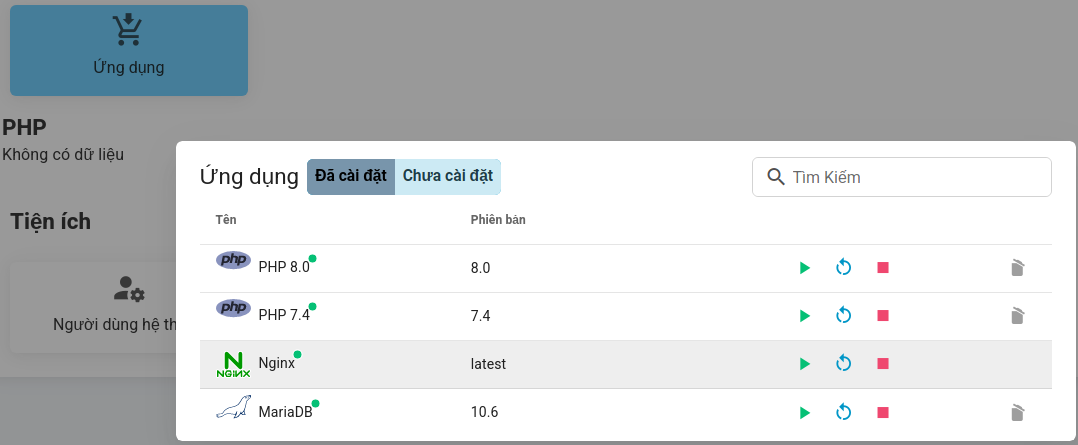 Ứng dụng
PHP
Không có dữ liệu
Tiện ích
Người dùng hệ th
Ứng dụng Đã cài đặt Chưa cài đặt Tìm Kiếm
Tên Phiên bản
php PHP 8.0 8.0
php PHP 7.4 7.4
NGINX Nginx latest
MariaDB 10.6